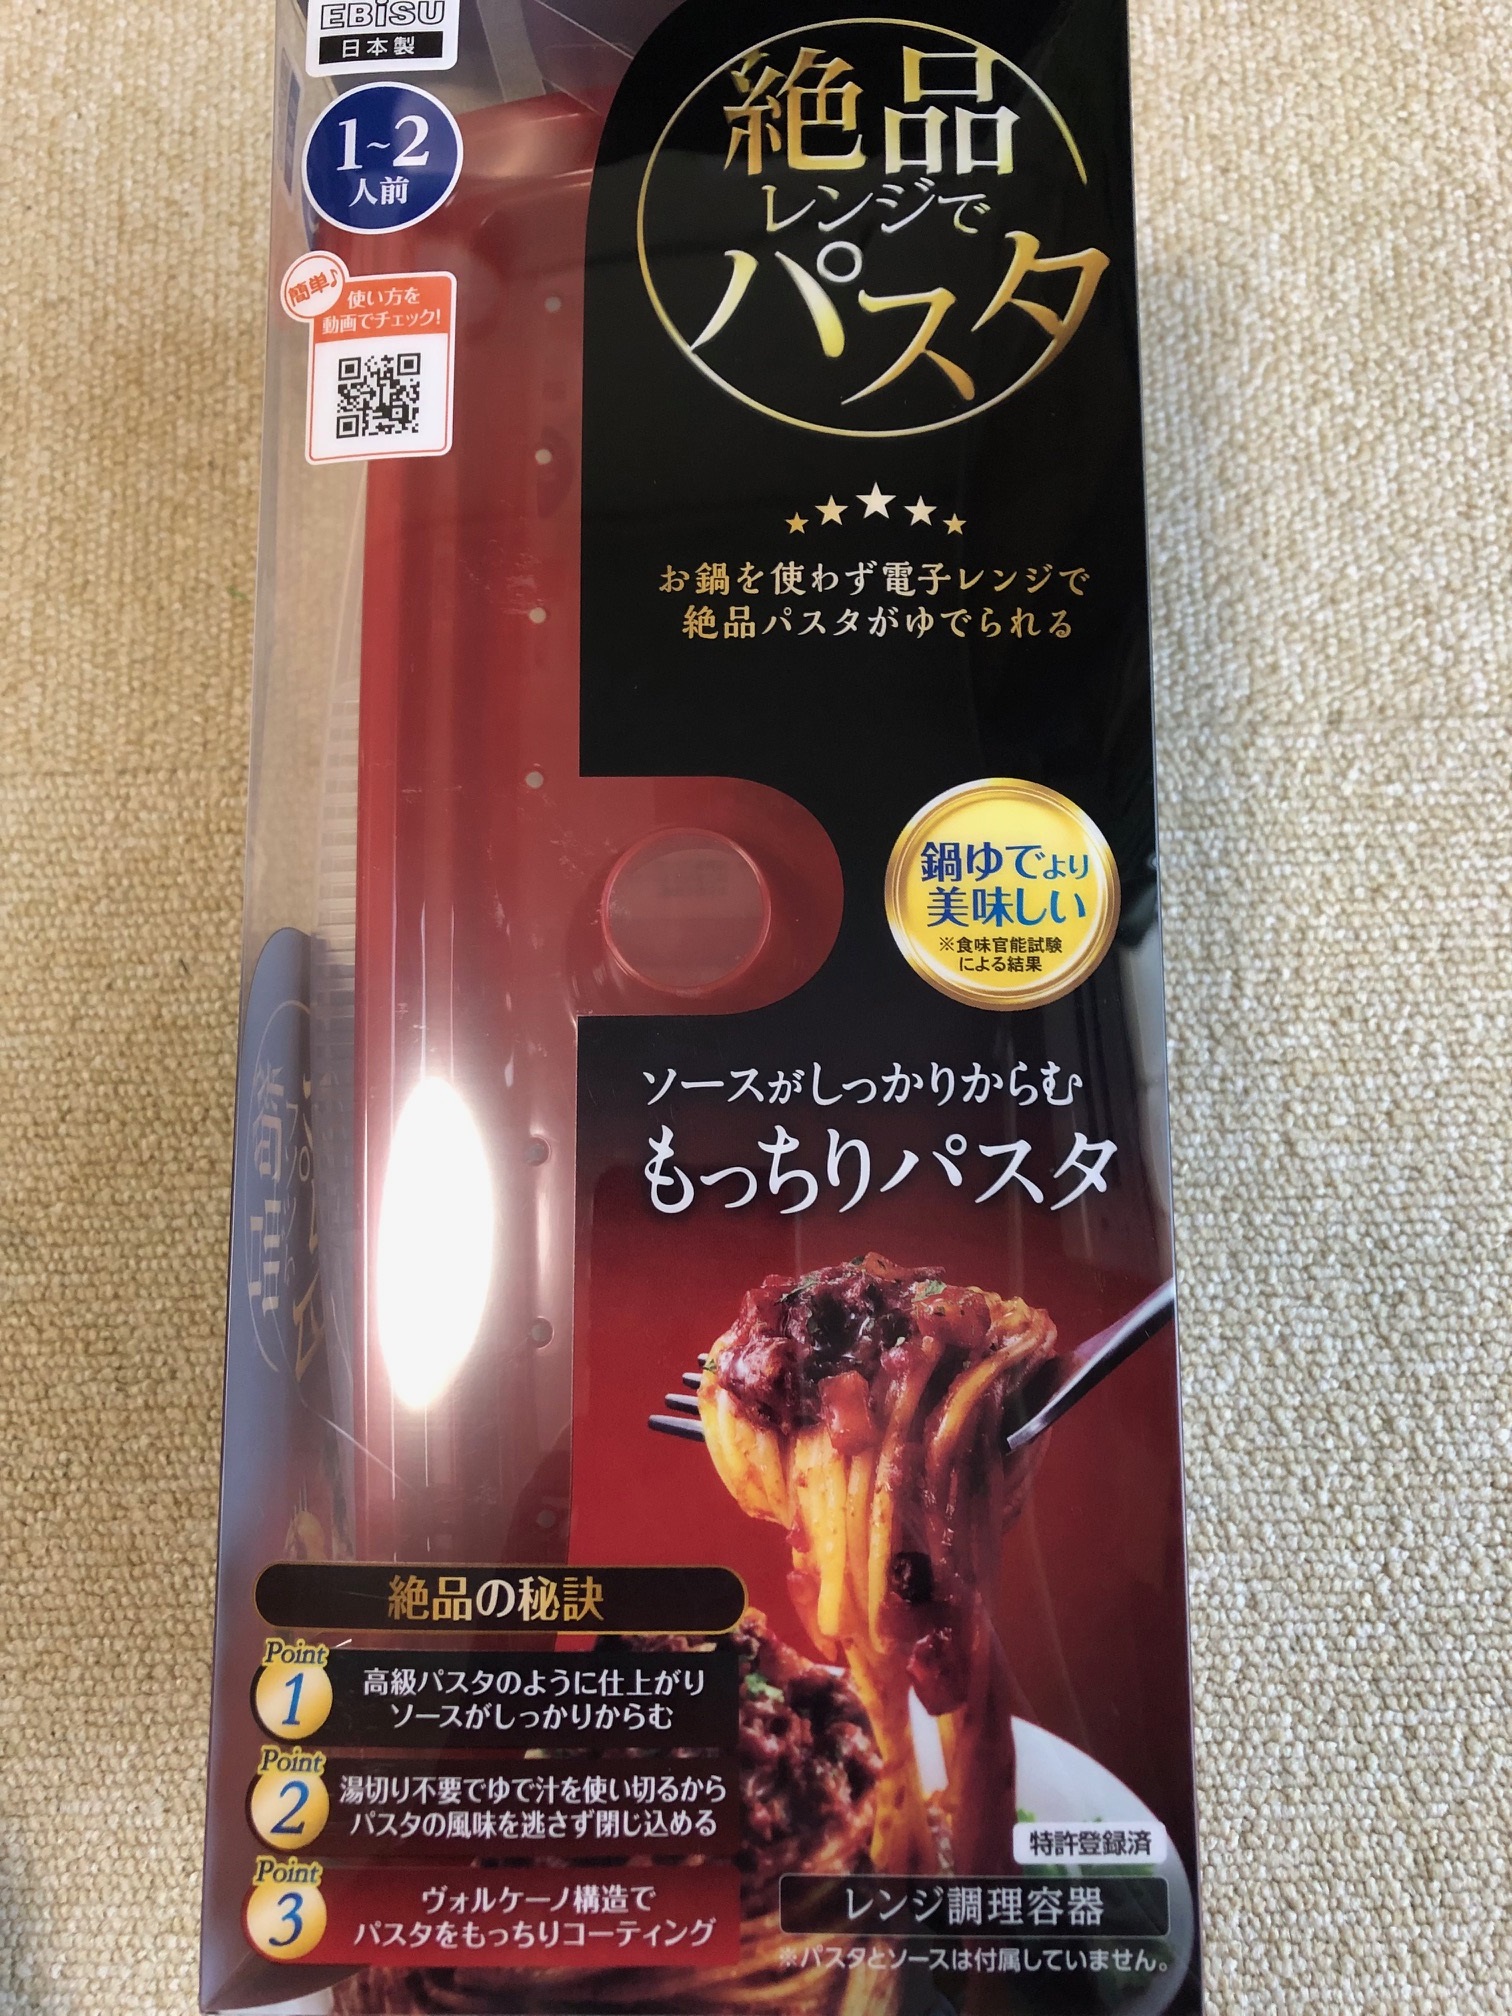 EBiSU
日本製
1~2
人前
簡単♪
使い方を
動画でチェック!
絶品
レンジで
パスタ
お鍋を使わず電子レンジで
絶品パスタがゆでられる
鍋ゆでより
美味しい
※食味官能試験
による結果
ソースがしっかりからむ
もっちりパスタ
絶品の秘訣
Point
1
高級パスタのように仕上がり
ソースがしっかりからむ
Point
2
湯切り不要でゆで汁を使い切るから
パスタの風味を逃さず閉じ込める
Point
3
ヴォルケーノ構造で
パスタをもっちりコーティング
特許登録済
レンジ調理容器
※パスタとソースは付属していません。